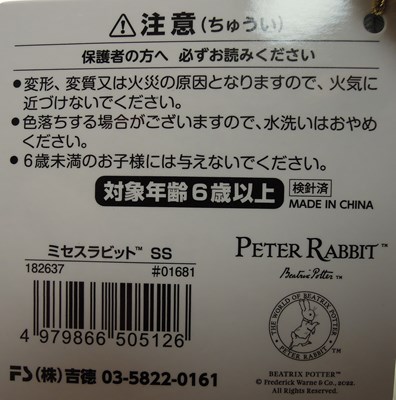 ⚠注意(ちゅうい)
保護者の方へ 必ずお読みください
●変形、変質又は火災の原因となりますので、火気に
近づけないでください。
●色落ちする場合がございますので、水洗いはおやめ
ください。
●6歳未満のお子様には与えないでください。
対象年齢6歳以上
検針済
MADE IN CHINA
ミセスラビット™ SS
182637 #01681
4 979866 505126
PETER RABBIT™
Beatrix Potter™
THE WORLD OF BEATRIX POTTER
• PETER RABBIT •
TM
BEATRIX POTTER™
© Frederick Warne & Co., 2022.
All Rights Reserved.
FS(株)吉徳 03-5822-0161